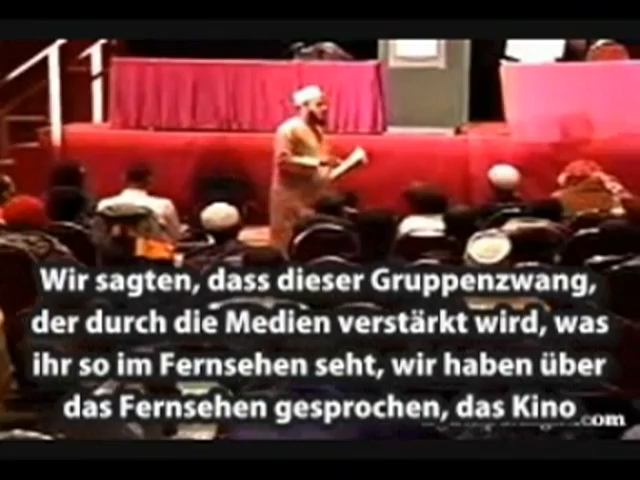 Wir sagten, dass dieser Gruppenzwang,
der durch die Medien verstärkt wird, was
ihr so im Fernsehen seht, wir haben über
das Fernsehen gesprochen, das Kino
.com